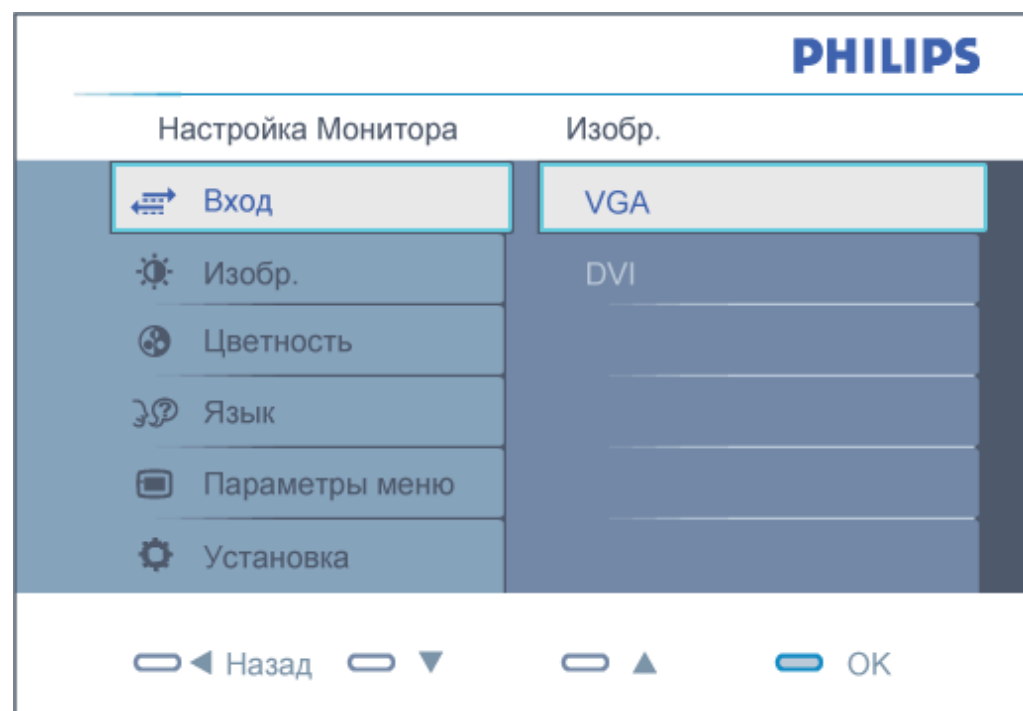 PHILIPS
Настройка Монитора Изобр.
Вход VGA
Изобр. DVI
Цветность
Язык
Параметры меню
Установка
Назад OK